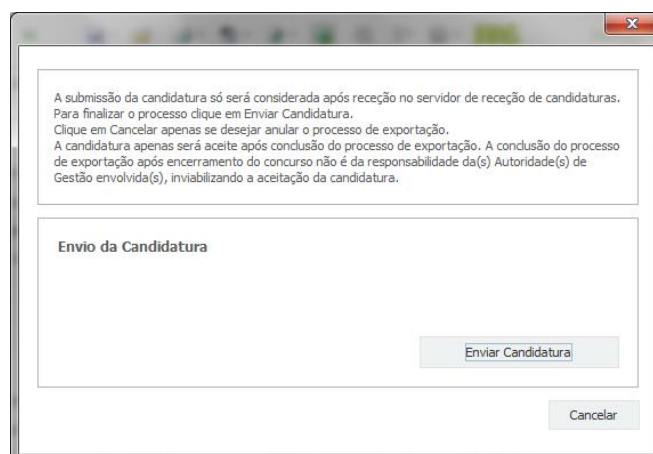 A submissão da candidatura só será considerada após receção no servidor de receção de candidaturas.
Para finalizar o processo clique em Enviar Candidatura.
Clique em Cancelar apenas se desejar anular o processo de exportação.
A candidatura apenas será aceite após conclusão do processo de exportação. A conclusão do processo
de exportação após encerramento do concurso não é da responsabilidade da(s) Autoridade(s) de
Gestão envolvida(s), inviabilizando a aceitação da candidatura.
Envio da Candidatura
Enviar Candidatura
Cancelar